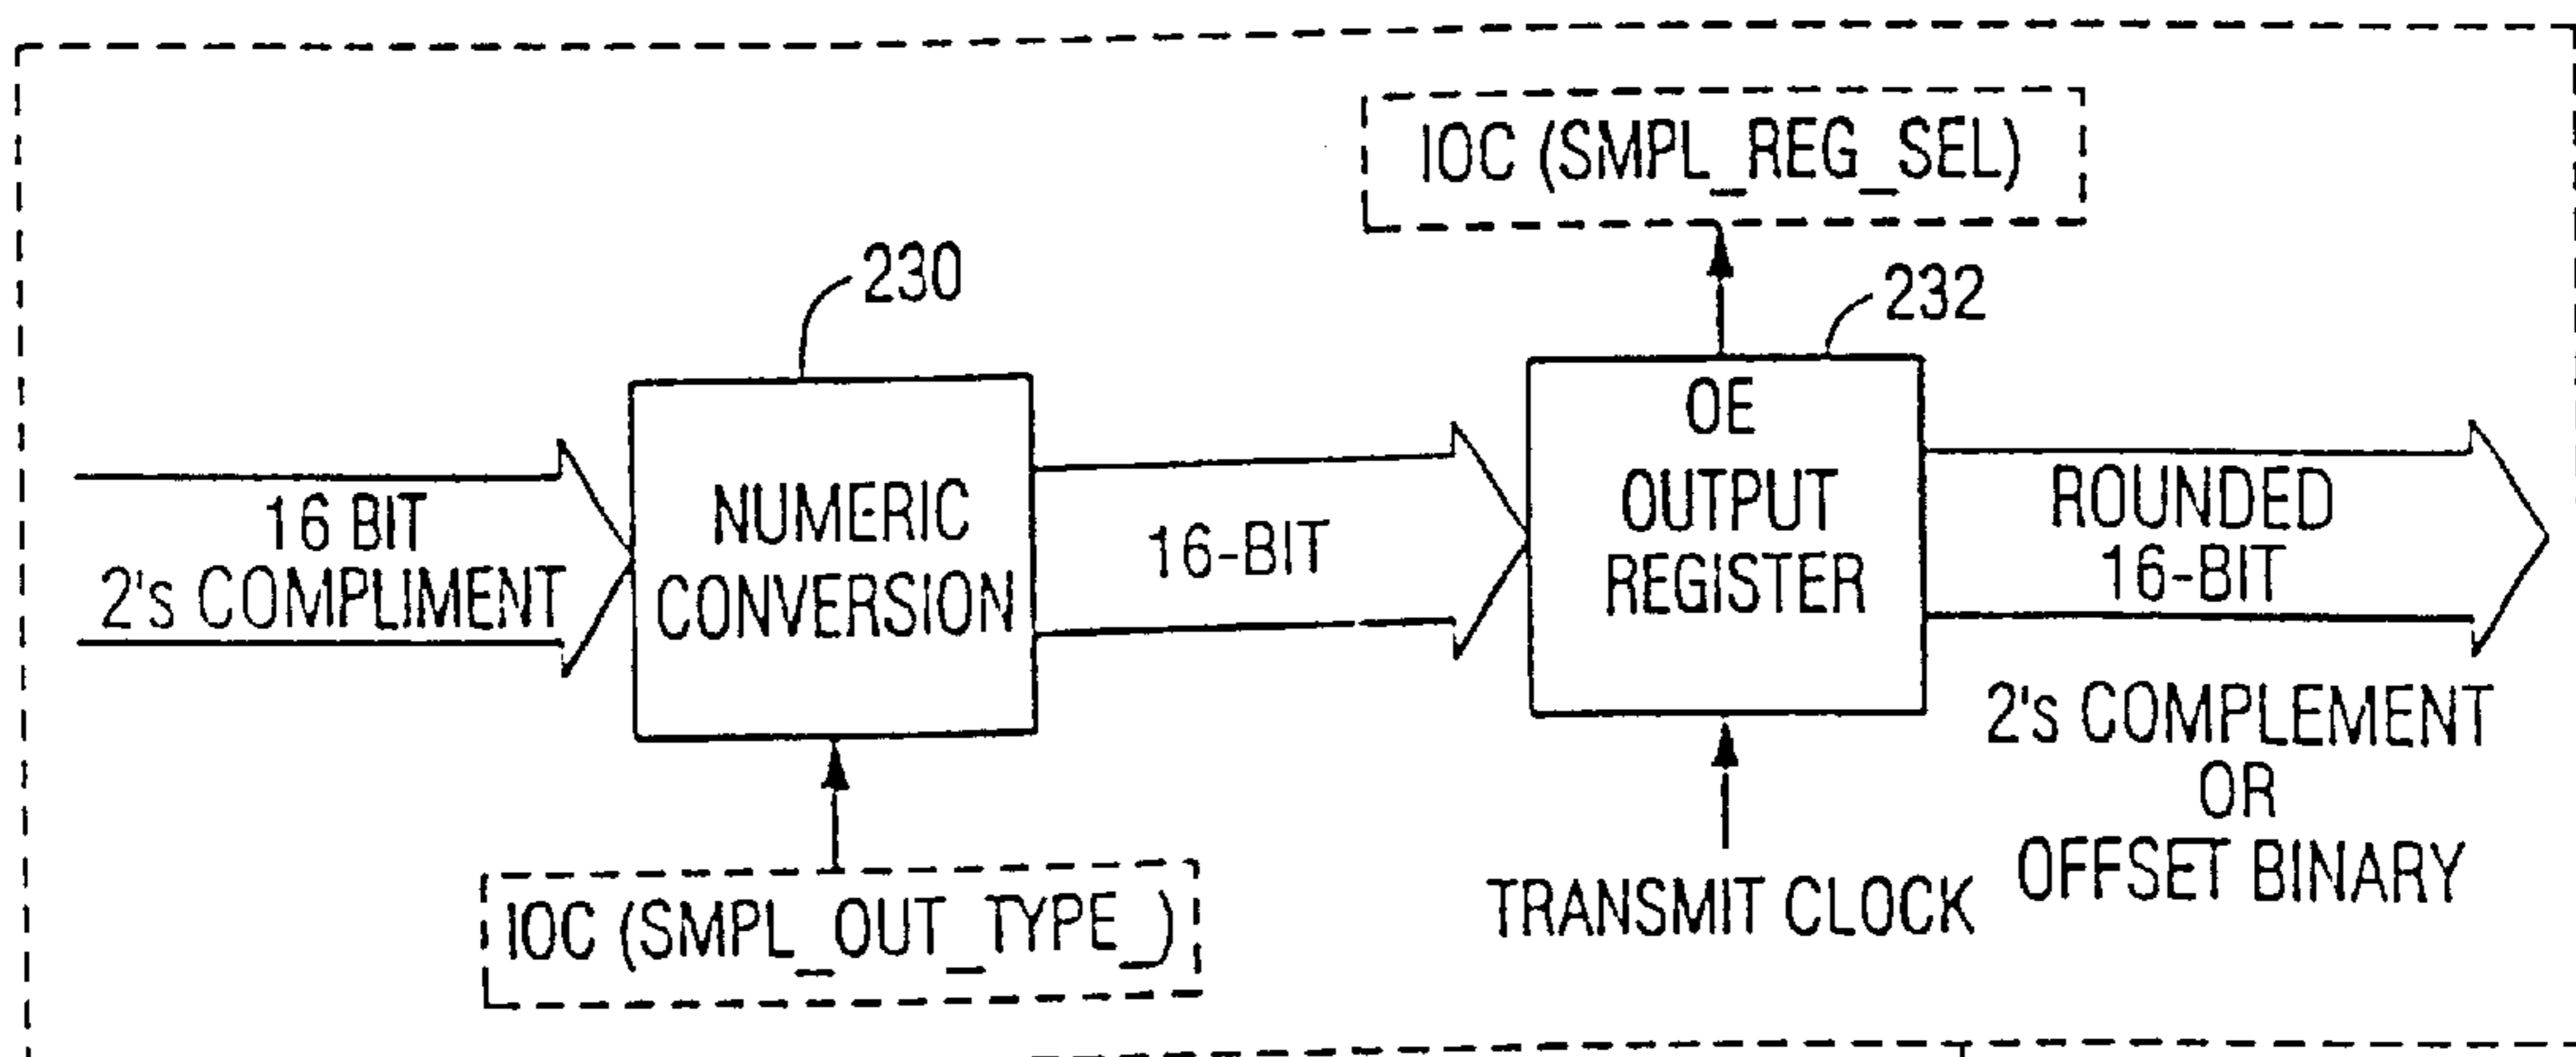 IOC (SMPL_REG_SEL)
230
232
16 BIT
2's COMPLIMENT
NUMERIC
CONVERSION
16-BIT
OE
OUTPUT
REGISTER
ROUNDED
16-BIT
2's COMPLEMENT
OR
OFFSET BINARY
TRANSMIT CLOCK
IOC (SMPL_OUT_TYPE_)